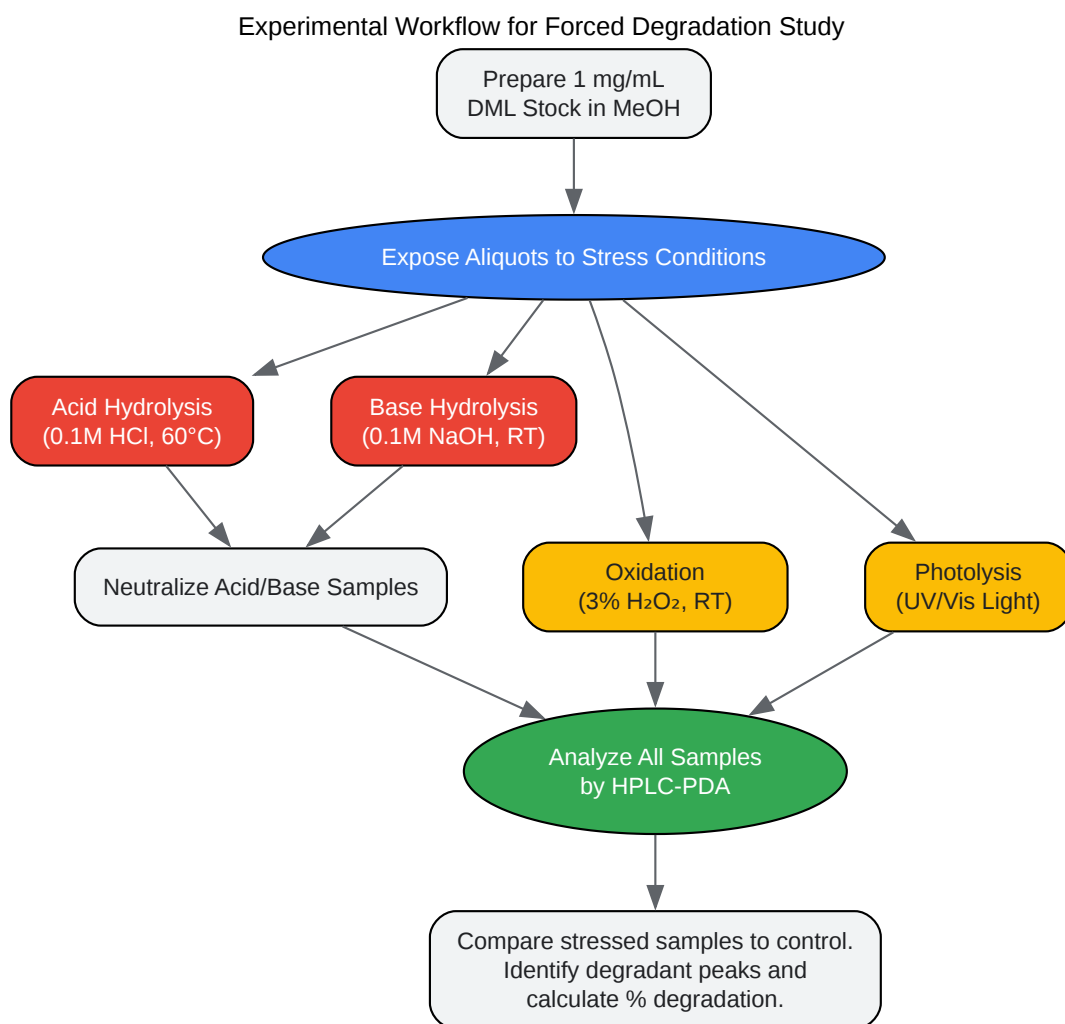 Experimental Workflow for Forced Degradation Study
Prepare 1 mg/mL
DML Stock in MeOH
Expose Aliquots to Stress Conditions
Acid Hydrolysis
(0.1M HCl, 60°C)
Base Hydrolysis
(0.1M NaOH, RT)
Neutralize Acid/Base Samples
Oxidation
(3% H₂O₂, RT)
Photolysis
(UV/Vis Light)
Analyze All Samples
by HPLC-PDA
Compare stressed samples to control.
Identify degradant peaks and
calculate % degradation.